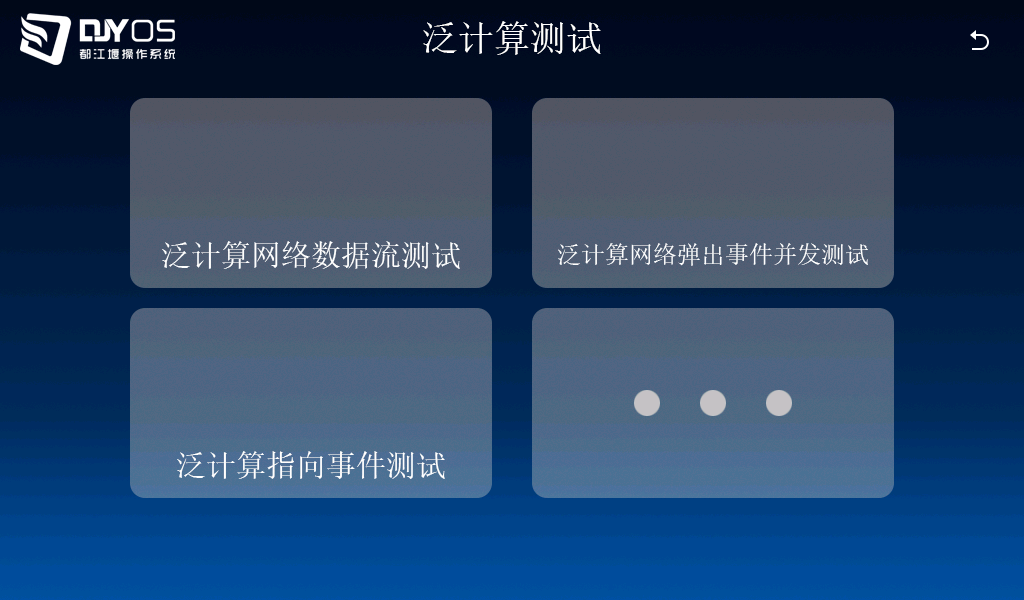 DJYOS
都江堰操作系统
泛计算测试
泛计算网络数据流测试
泛计算网络弹出事件并发测试
泛计算指向事件测试